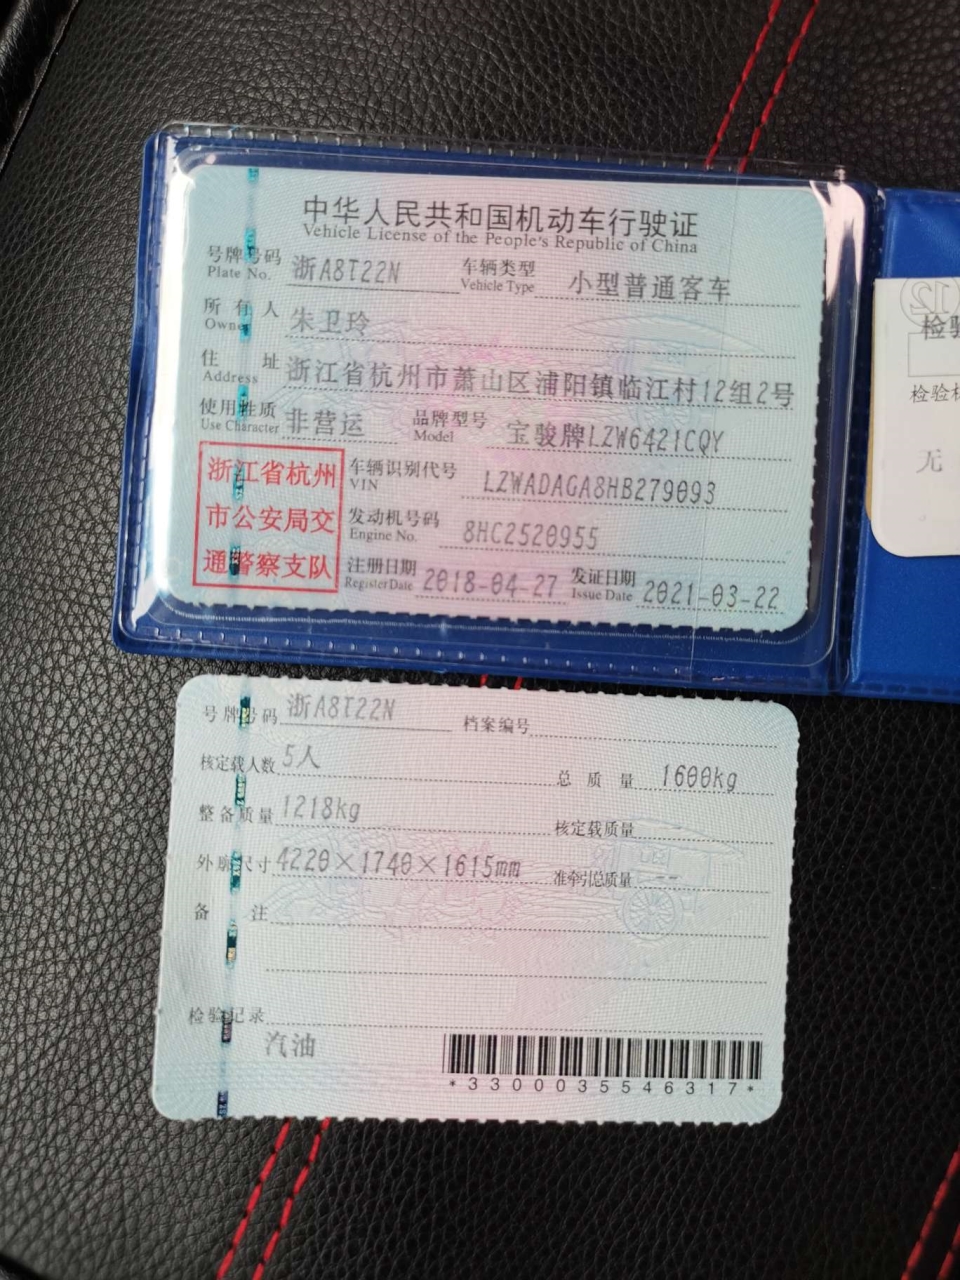 中华人民共和国机动车行驶证
Vehicle License of the People's Republic of China
号牌号码 浙A8T22N 车辆类型 小型普通客车
Plate No. Vehicle Type
所有人 朱卫玲
Owner
住址 浙江省杭州市萧山区浦阳镇临江村12组2号
Address
使用性质 非营运 品牌型号 宝骏牌LZW6421CQY
Use Character Model
浙江省杭州
市公安局交
通警察支队
车辆识别代号 LZWADAGA8HB279093
VIN
发动机号码 8HC2520955
Engine No.
注册日期 2018-04-27 发证日期 2021-03-22
Register Date Issue Date
检验
检验标
无
号牌号码 浙A8T22N 档案编号
核定载人数 5人 总质量 1600kg
整备质量 1218kg 核定载质量
外廓尺寸 4220×1740×1615mm 准牵引总质量 --
备注
检验记录
汽油
*3300035546317*